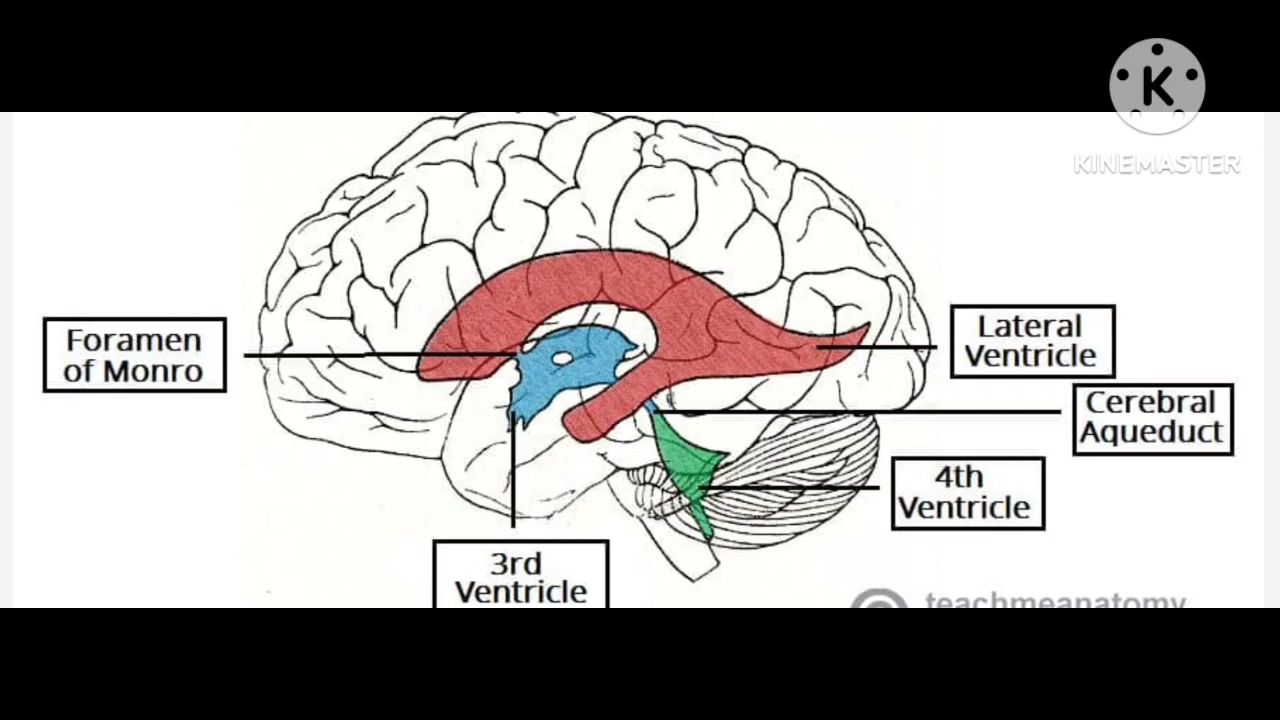 K
KINEMASTER
Foramen
of Monro
Lateral
Ventricle
Cerebral
Aqueduct
4th
Ventricle
3rd
Ventricle
teachmeanatomy